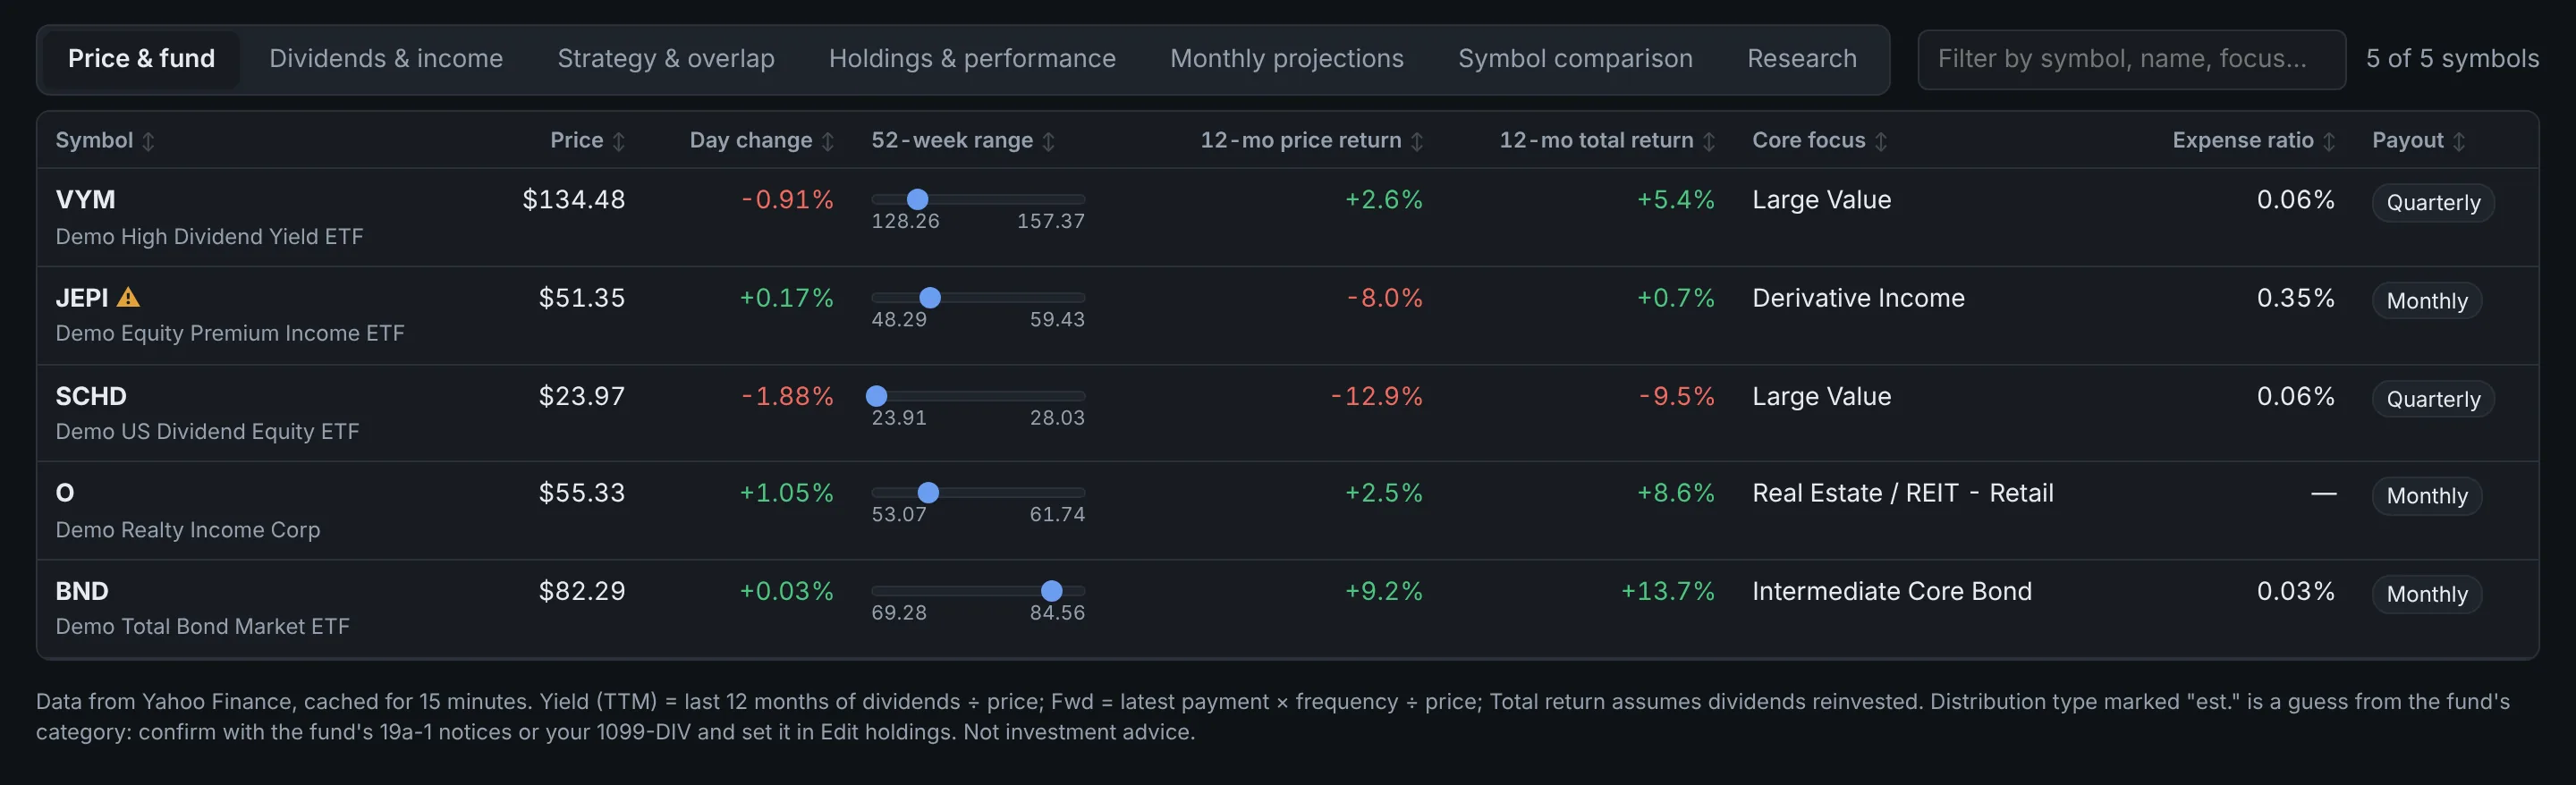 Price & fund Dividends & income Strategy & overlap Holdings & performance Monthly projections Symbol comparison Research Filter by symbol, name, focus... 5 of 5 symbols
Symbol Price Day change 52-week range 12-mo price return 12-mo total return Core focus Expense ratio Payout
VYM $134.48 -0.91% +2.6% +5.4% Large Value 0.06% Quarterly
128.26 157.37
Demo High Dividend Yield ETF
JEPI $51.35 +0.17% -8.0% +0.7% Derivative Income 0.35% Monthly
48.29 59.43
Demo Equity Premium Income ETF
SCHD $23.97 -1.88% -12.9% -9.5% Large Value 0.06% Quarterly
23.91 28.03
Demo US Dividend Equity ETF
O $55.33 +1.05% +2.5% +8.6% Real Estate / REIT - Retail — Monthly
53.07 61.74
Demo Realty Income Corp
BND $82.29 +0.03% +9.2% +13.7% Intermediate Core Bond 0.03% Monthly
69.28 84.56
Demo Total Bond Market ETF
Data from Yahoo Finance, cached for 15 minutes. Yield (TTM) = last 12 months of dividends ÷ price; Fwd = latest payment × frequency ÷ price; Total return assumes dividends reinvested. Distribution type marked "est." is a guess from the fund's
category: confirm with the fund's 19a-1 notices or your 1099-DIV and set it in Edit holdings. Not investment advice.